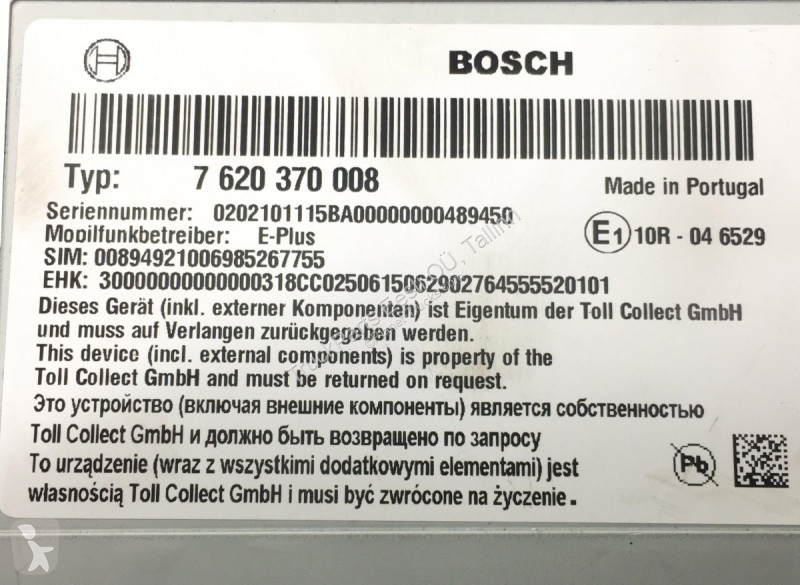 BOSCH
Typ: 7 620 370 008
Made in Portugal
Seriennummer: 0202101115BA00000000489450
Mobilfunkbetreiber: E-Plus
E1 10R - 04 6529
SIM: 00894921006985267755
EHK: 30000000000000318CC0250615062902764555520101
Dieses Gerät (inkl. externer Komponenten) ist Eigentum der Toll Collect GmbH
und muss auf Verlangen zurückgegeben werden.
This device (incl. external components) is property of the
Toll Collect GmbH and must be returned on request.
Это устройство (включая внешние компоненты) является собственностью
Toll Collect GmbH и должно быть возвращено по запросу
To urządzenie (wraz z wszystkimi dodatkowymi elementami) jest
własnością Toll Collect GmbH i musi być zwrócone na życzenie.
Pb